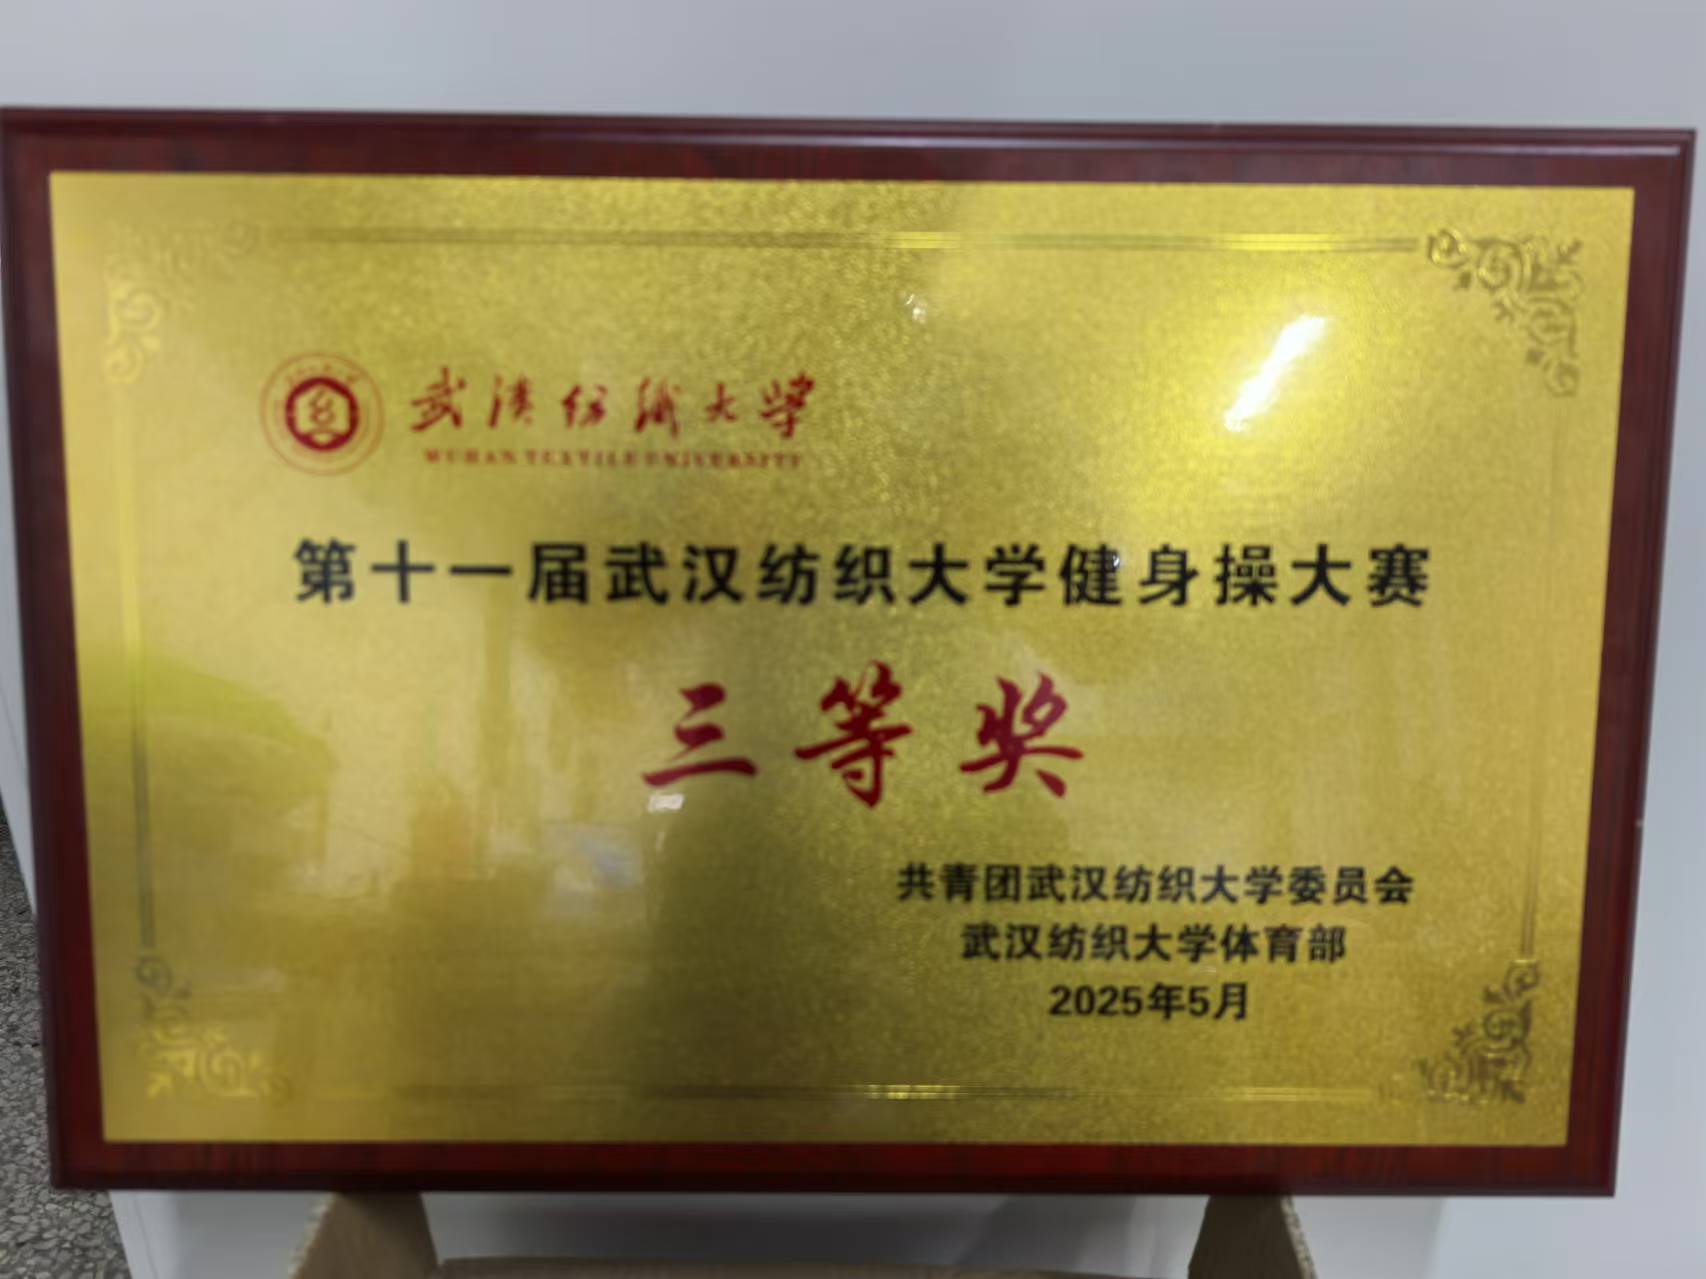 武汉纺织大学
WUHAN TEXTILE UNIVERSITY
第十一届武汉纺织大学健身操大赛
三等奖
共青团武汉纺织大学委员会
武汉纺织大学体育部
2025年5月